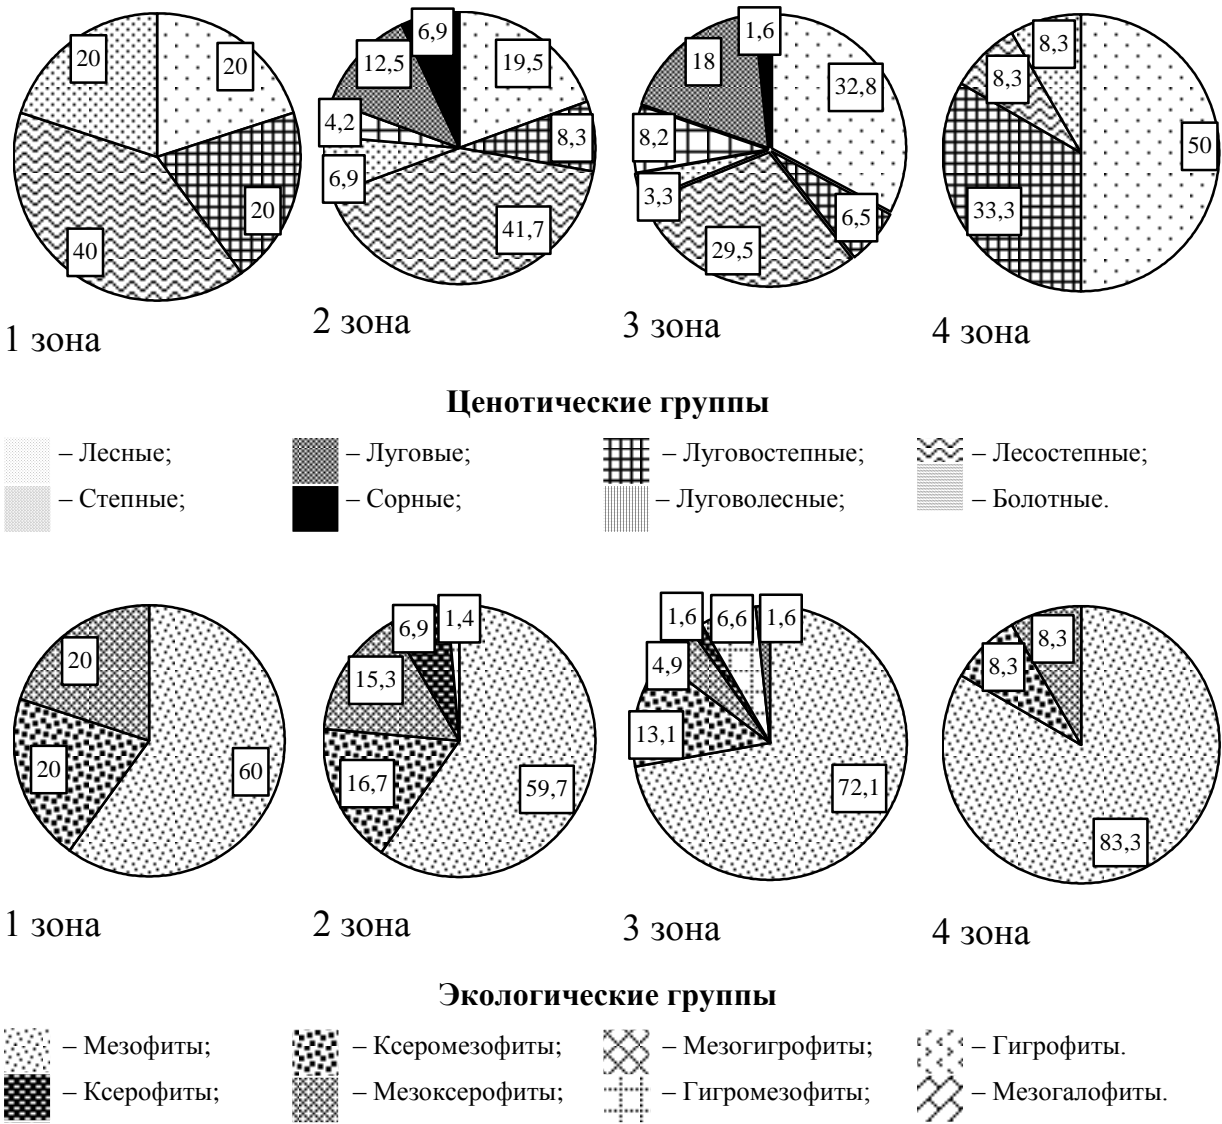 20
20
20
40
6,9
19,5
12,5
4,2
8,3
6,9
41,7
1,6
18
32,8
8,2
3,3
6,5
29,5
8,3
8,3
50
33,3
1 зона
2 зона
3 зона
4 зона
Ценотические группы
– Лесные;
– Луговые;
– Луговостепные;
– Лесостепные;
– Степные;
– Сорные;
– Луговолесные;
– Болотные.
20
20
60
6,9
1,4
15,3
16,7
59,7
1,6
6,6
1,6
4,9
13,1
72,1
8,3
8,3
83,3
1 зона
2 зона
3 зона
4 зона
Экологические группы
– Мезофиты;
– Ксеромезофиты;
– Мезогигрофиты;
– Гигрофиты.
– Ксерофиты;
– Мезоксерофиты;
– Гигромезофиты;
– Мезогалофиты.